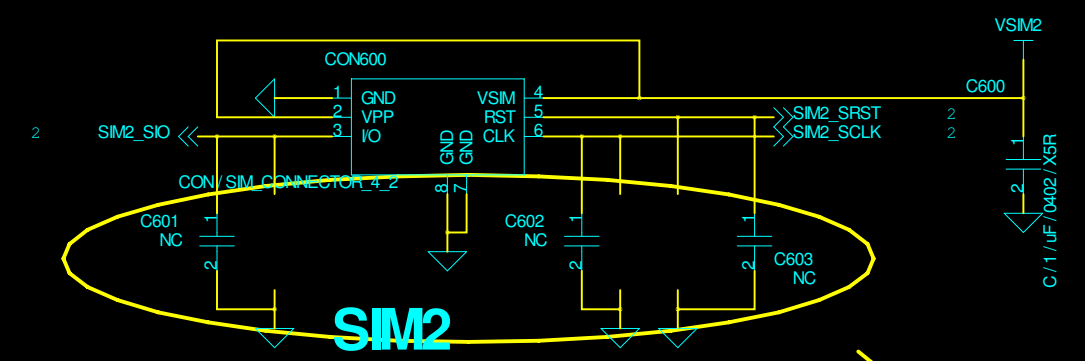 VSIM2
CON600
C600
1 GND VSIM 4
2 VPP RST 5
3 I/O CLK 6
GND GND
8 7
2 SIM2_SIO
SIM2_SRST 2
SIM2_SCLK 2
CON / SIM_CONNECTOR_4_2
C601
NC
1
2
C602
NC
1
2
C603
NC
1
2
1
2
C / 1 / uF / 0402 / X5R
SIM2